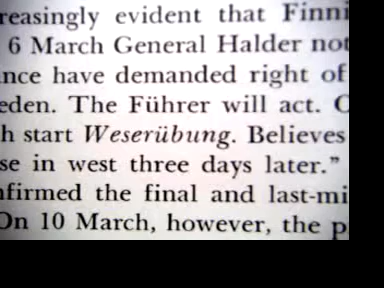 reasingly evident that Finni
6 March General Halder not
nce have demanded right of
eden. The Führer will act. C
h start Weserübung. Believes
se in west three days later."
nfirmed the final and last-mi
On 10 March, however, the p